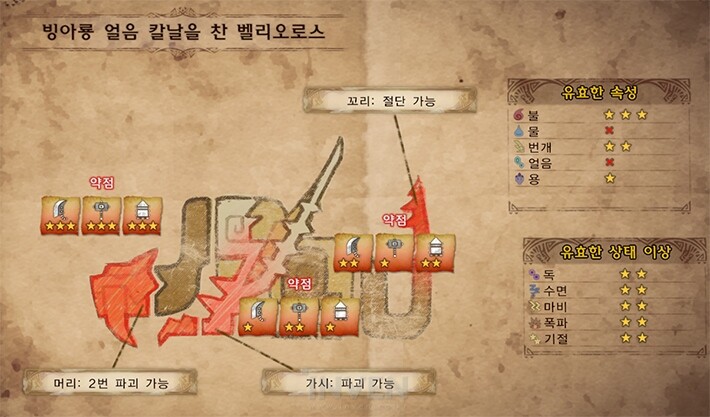 빙아룡 얼음 칼날을 찬 벨리오로스
꼬리: 절단 가능
약점
약점
약점
머리: 2번 파괴 가능
가시: 파괴 가능
유효한 속성
불 ★★★
물 ✖
번개 ★★
얼음 ✖
용 ★
유효한 상태 이상
독 ★★
수면 ★★
마비 ★★
폭파 ★★
기절 ★★